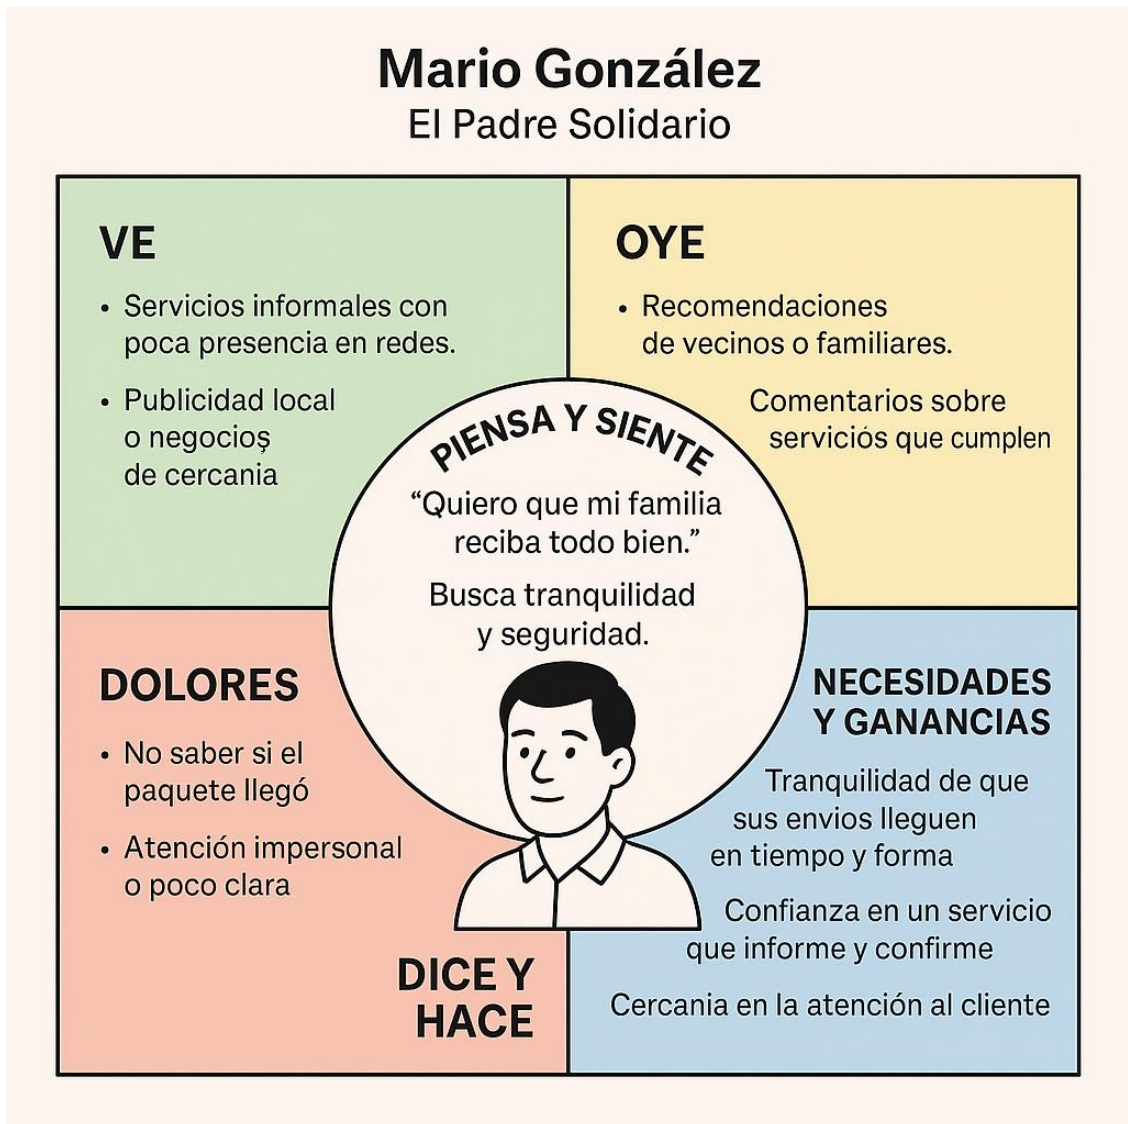 Mario González
El Padre Solidario
VE
• Servicios informales con
poca presencia en redes.
• Publicidad local
o negocioş
de cercania
OYE
• Recomendaciones
de vecinos o familiares.
Comentarios sobre
serviciós que cumplen
PIENSA Y SIENTE
“Quiero que mi familia
reciba todo bien.”
Busca tranquilidad
y seguridad.
DOLORES
• No saber si el
paquete llegó
• Atención impersonal
o poco clara
DICE Y
HACE
NECESIDADES
Y GANANCIAS
Tranquilidad de que
sus envios lleguen
en tiempo y forma
Confianza en un servicio
que informe y confirme
Cercania en la atención al cliente